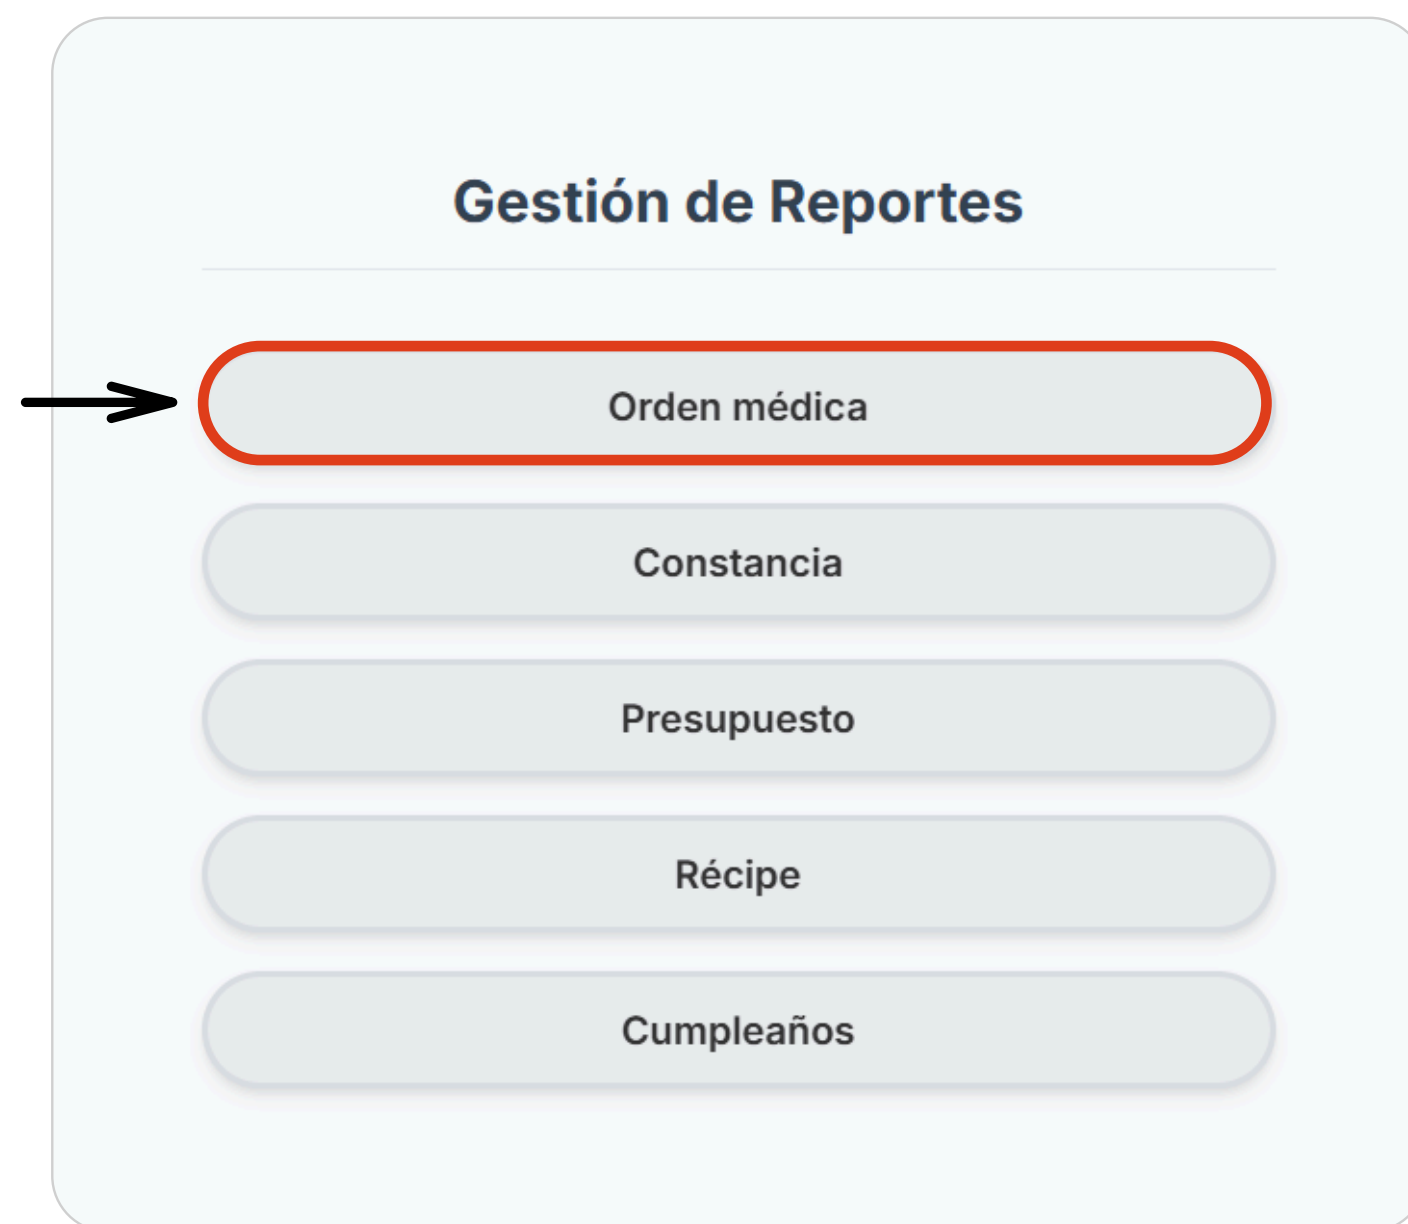 Gestión de Reportes
Orden médica
Constancia
Presupuesto
Récipe
Cumpleaños